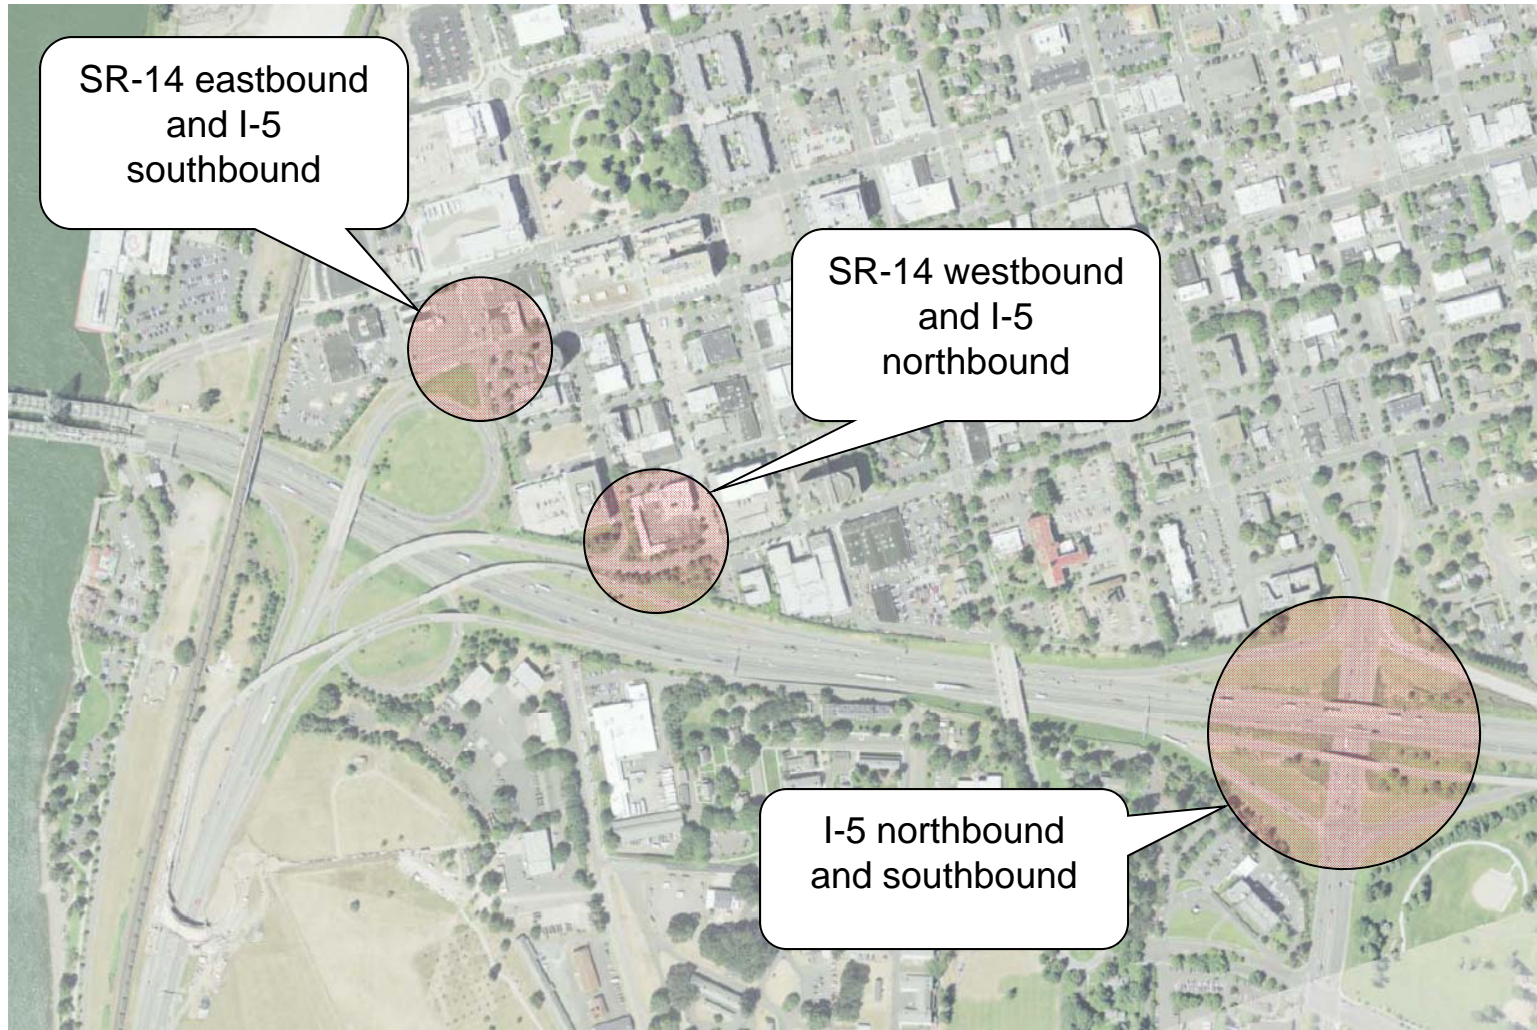 SR-14 eastbound
and I-5
southbound
SR-14 westbound
and I-5
northbound
I-5 northbound
and southbound